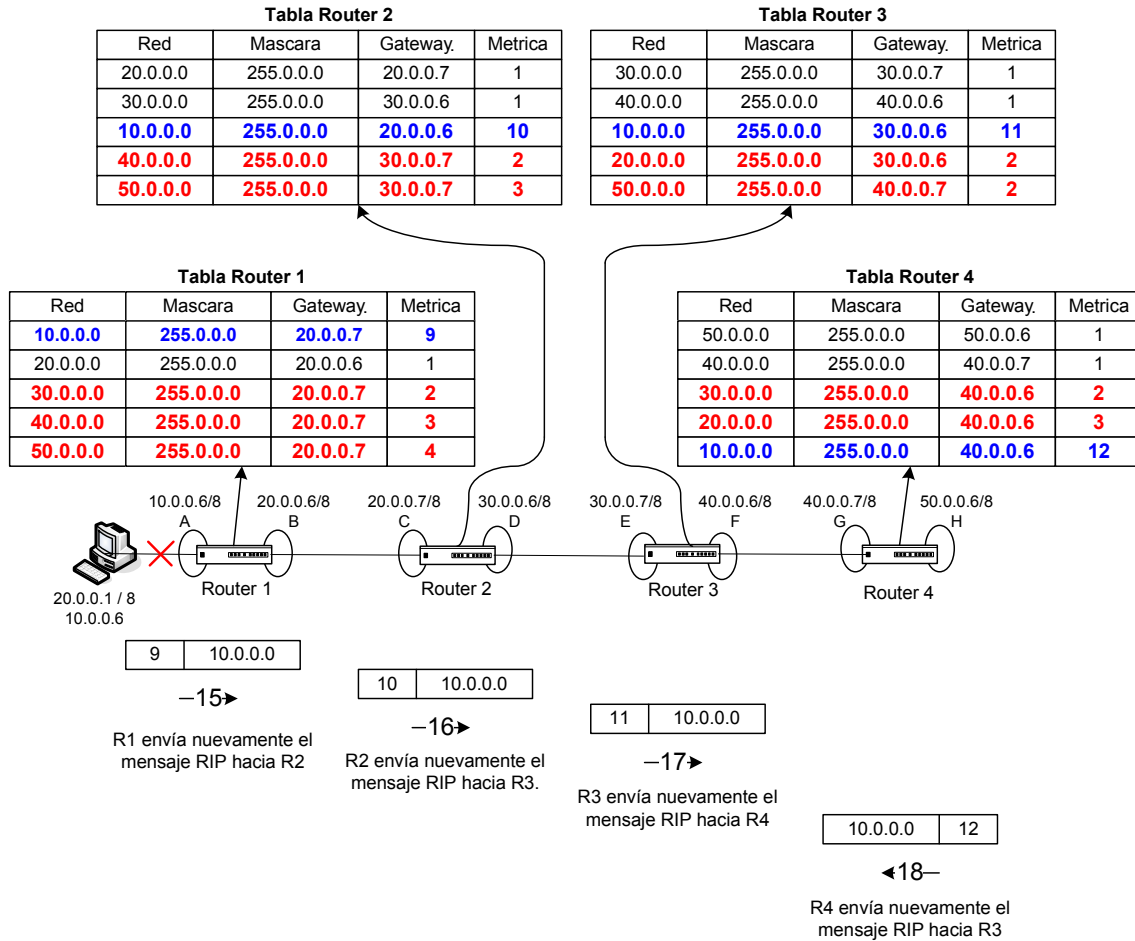 Tabla Router 2
Red Mascara Gateway. Metrica
20.0.0.0 255.0.0.0 20.0.0.7 1
30.0.0.0 255.0.0.0 30.0.0.6 1
10.0.0.0 255.0.0.0 20.0.0.6 10
40.0.0.0 255.0.0.0 30.0.0.7 2
50.0.0.0 255.0.0.0 30.0.0.7 3
Tabla Router 3
Red Mascara Gateway. Metrica
30.0.0.0 255.0.0.0 30.0.0.7 1
40.0.0.0 255.0.0.0 40.0.0.6 1
10.0.0.0 255.0.0.0 30.0.0.6 11
20.0.0.0 255.0.0.0 30.0.0.6 2
50.0.0.0 255.0.0.0 40.0.0.7 2
Tabla Router 1
Red Mascara Gateway. Metrica
10.0.0.0 255.0.0.0 20.0.0.7 9
20.0.0.0 255.0.0.0 20.0.0.6 1
30.0.0.0 255.0.0.0 20.0.0.7 2
40.0.0.0 255.0.0.0 20.0.0.7 3
50.0.0.0 255.0.0.0 20.0.0.7 4
Tabla Router 4
Red Mascara Gateway. Metrica
50.0.0.0 255.0.0.0 50.0.0.6 1
40.0.0.0 255.0.0.0 40.0.0.7 1
30.0.0.0 255.0.0.0 40.0.0.6 2
20.0.0.0 255.0.0.0 40.0.0.6 3
10.0.0.0 255.0.0.0 40.0.0.6 12
10.0.0.6/8 20.0.0.6/8 20.0.0.7/8 30.0.0.6/8 30.0.0.7/8 40.0.0.6/8 40.0.0.7/8 50.0.0.6/8
A B C D E F G H
Router 1 Router 2 Router 3 Router 4
20.0.0.1 / 8
10.0.0.6
9 10.0.0.0
15
R1 envía nuevamente el
mensaje RIP hacia R2
10 10.0.0.0
16
R2 envía nuevamente el
mensaje RIP hacia R3.
11 10.0.0.0
17
R3 envía nuevamente el
mensaje RIP hacia R4
10.0.0.0 12
18
R4 envía nuevamente el
mensaje RIP hacia R3